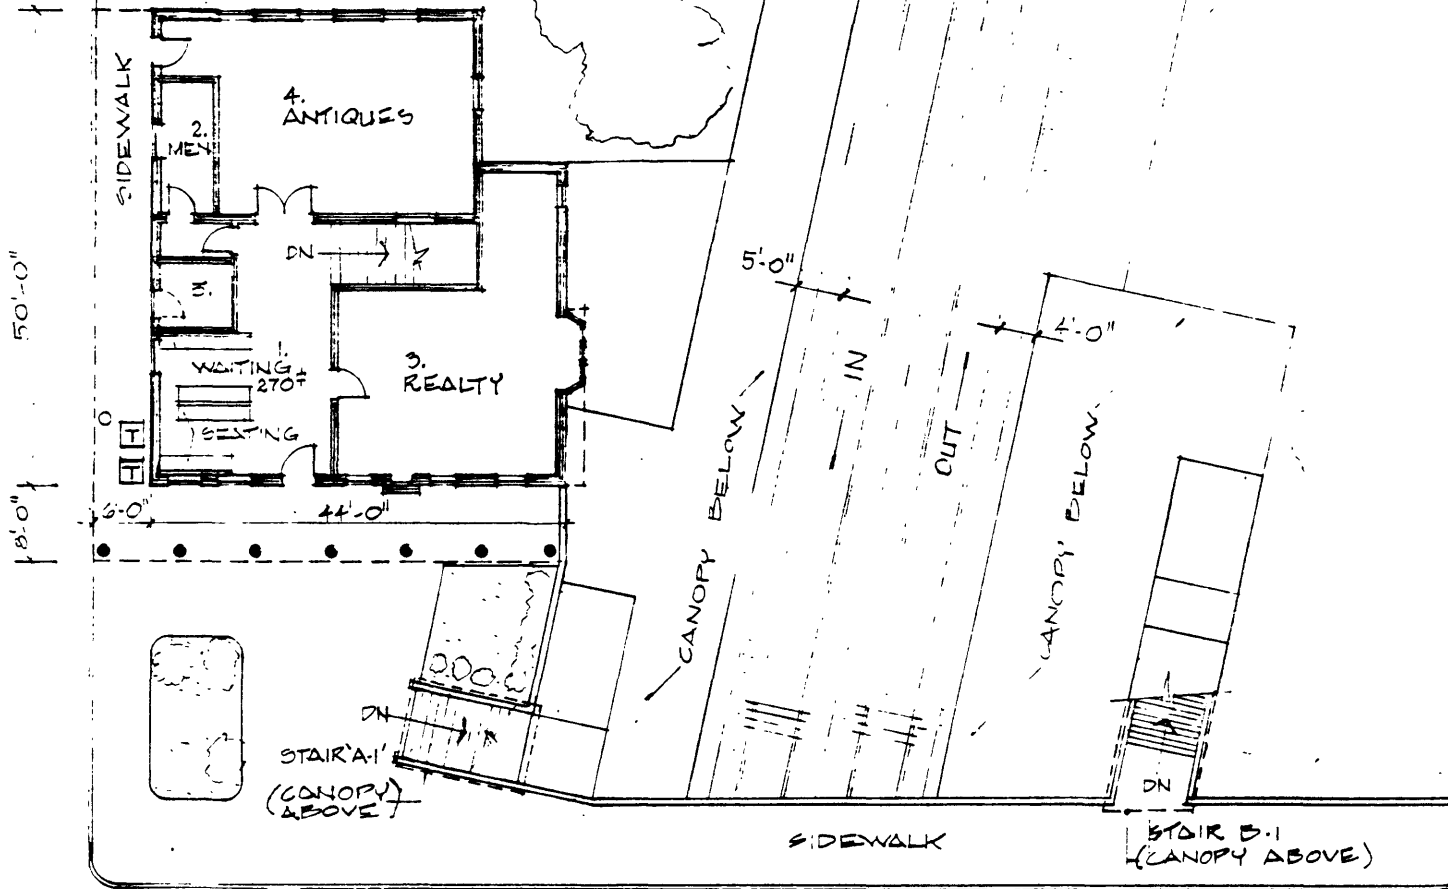 SIDEWALK
4.
ANTIQUES
2.
MEN
DN
3.
50'-0"
1.
WAITING
270±
3.
REALTY
SEATING
T
T
8'-0"
6'-0"
44'-0"
5'-0"
4'-0"
IN
OUT
CANOPY BELOW
CANOPY BELOW
DN
STAIR 'A-1'
(CANOPY
ABOVE)
DN
SIDEWALK
STAIR B-1
(CANOPY ABOVE)